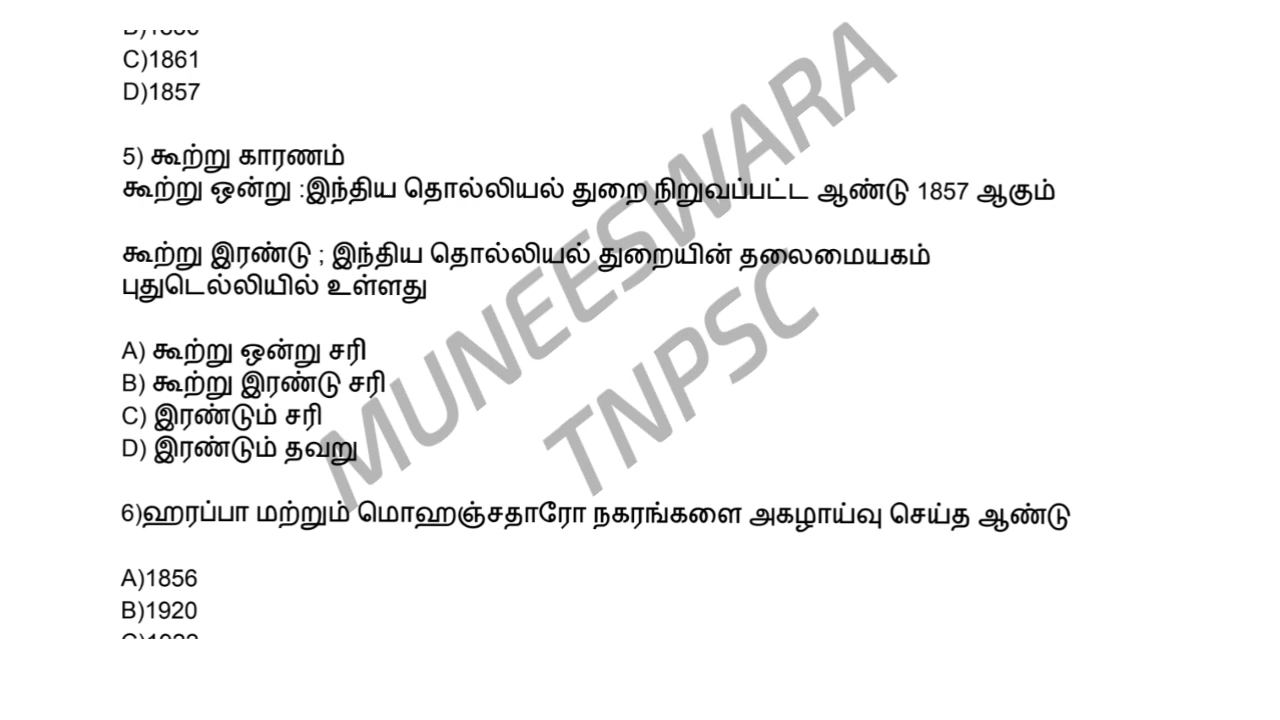 C)1861
D)1857
5) கூற்று காரணம்
கூற்று ஒன்று :இந்திய தொல்லியல் துறை நிறுவப்பட்ட ஆண்டு 1857 ஆகும்
கூற்று இரண்டு ; இந்திய தொல்லியல் துறையின் தலைமையகம்
புதுடெல்லியில் உள்ளது
A) கூற்று ஒன்று சரி
B) கூற்று இரண்டு சரி
C) இரண்டும் சரி
D) இரண்டும் தவறு
6)ஹரப்பா மற்றும் மொஹஞ்சதாரோ நகரங்களை அகழாய்வு செய்த ஆண்டு
A)1856
B)1920
MUNEESWARA
TNPSC